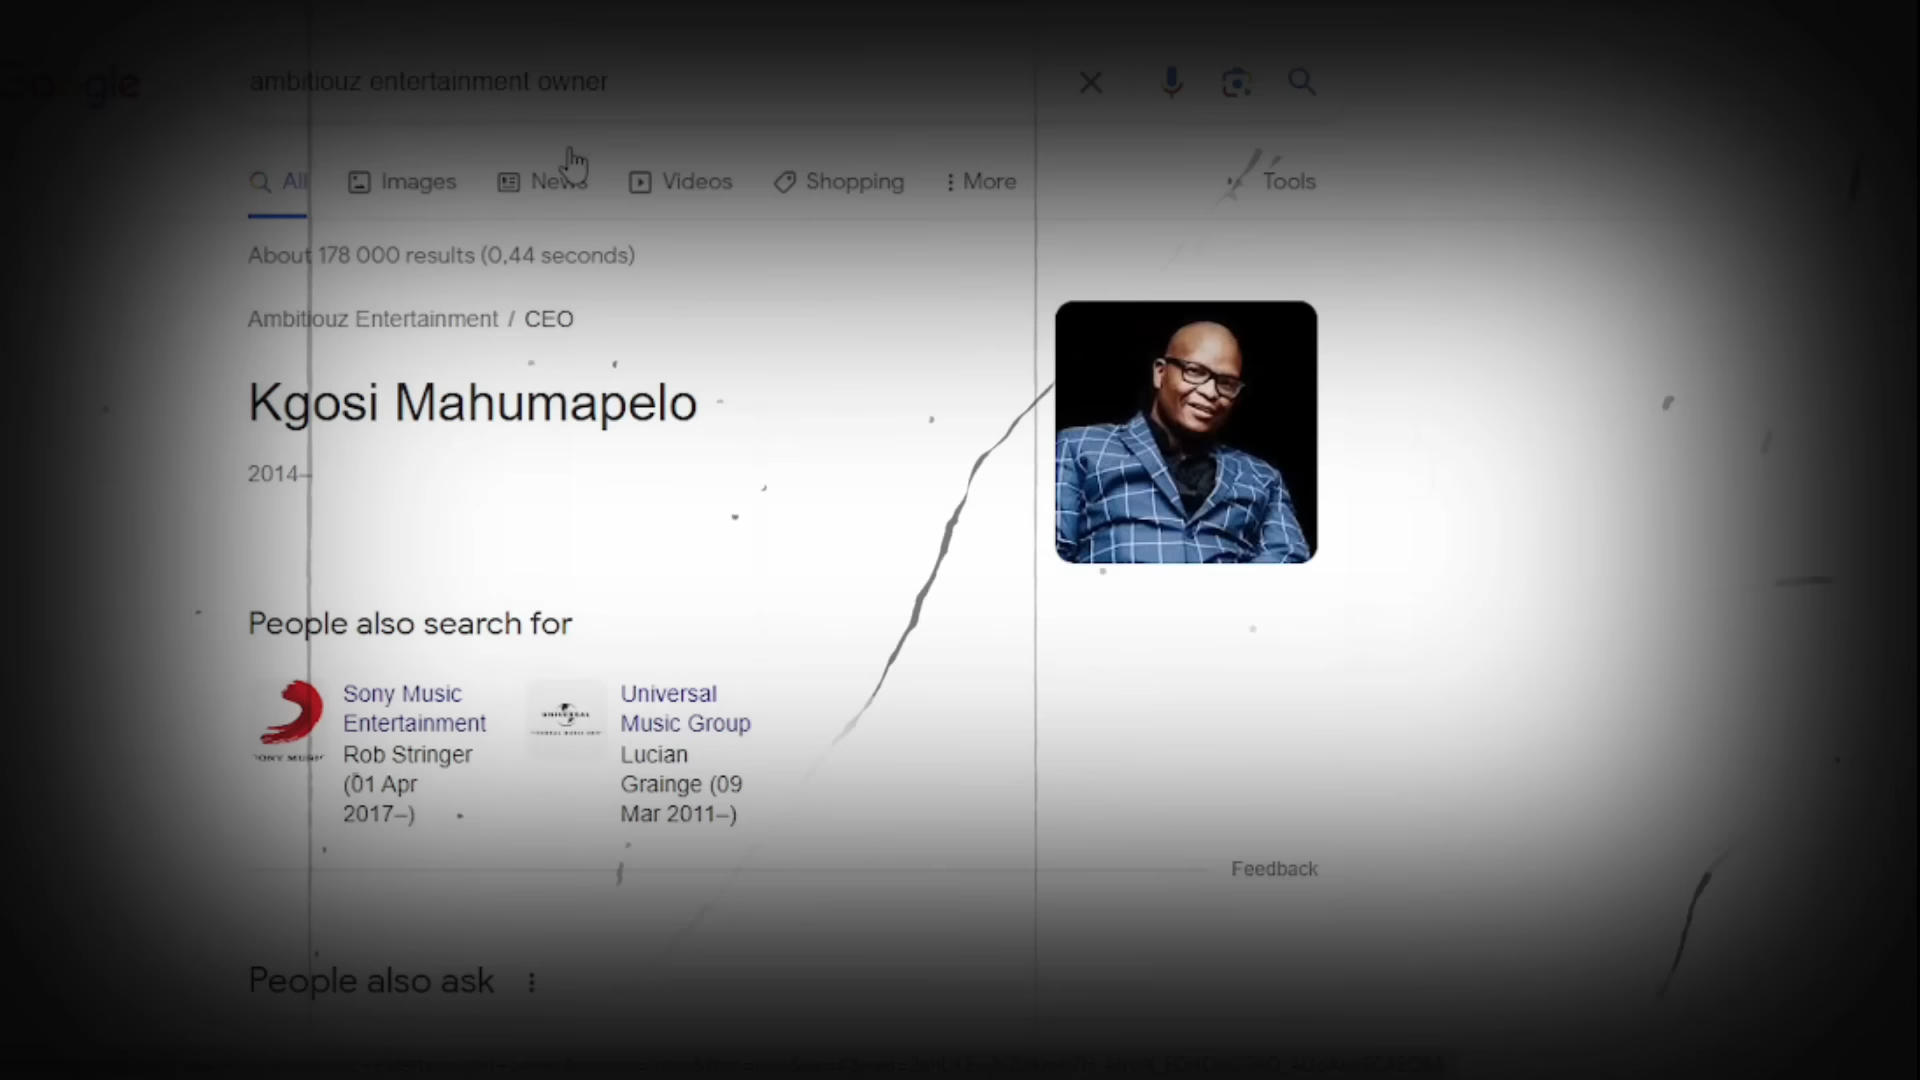 Google
ambitiouz entertainment owner
All Images News Videos Shopping More Tools
About 178 000 results (0,44 seconds)
Ambitiouz Entertainment / CEO
Kgosi Mahumapelo
2014–
People also search for
Sony Music
Entertainment
Rob Stringer
(01 Apr
2017–)
Universal
Music Group
Lucian
Grainge (09
Mar 2011–)
Feedback
People also ask